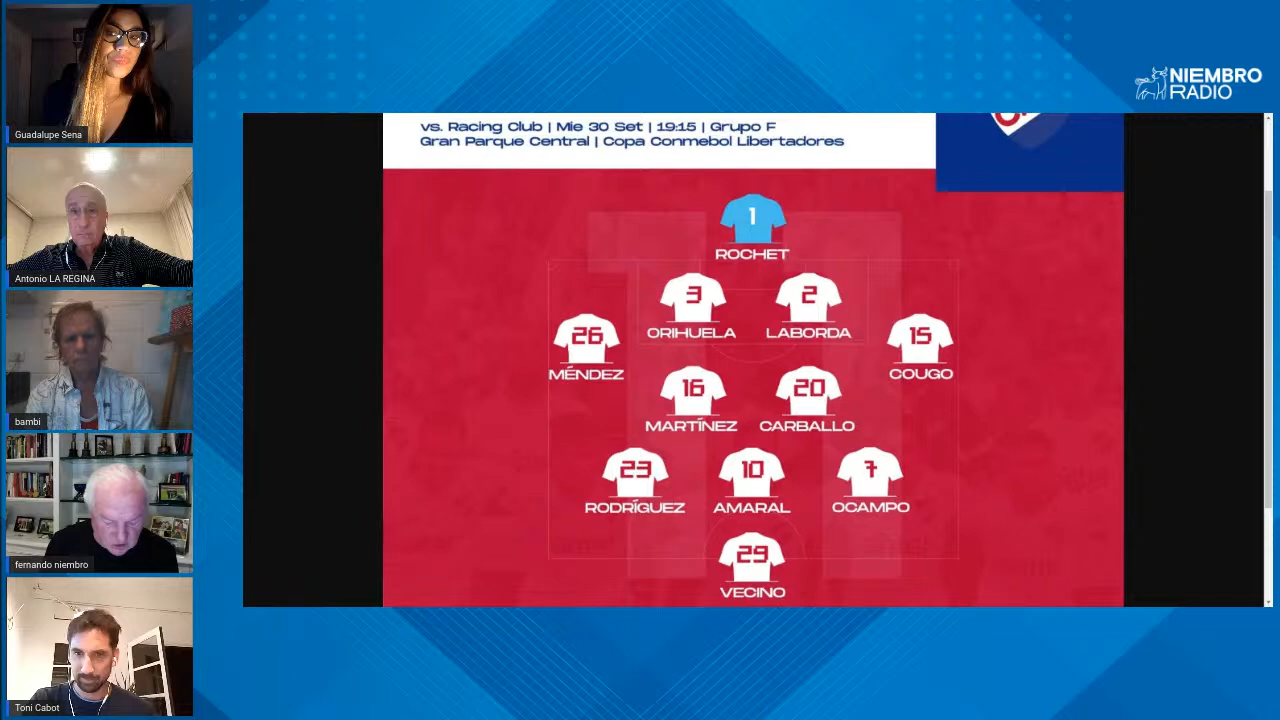 Guadalupe Sena
Antonio LA REGINA
bambi
fernando niembro
Toni Cabot
NIEMBRO
RADIO
vs. Racing Club | Mie 30 Set | 19:15 | Grupo F
Gran Parque Central | Copa Conmebol Libertadores
1
ROCHET
3
ORIHUELA
2
LABORDA
26
MÉNDEZ
15
COUGO
16
MARTÍNEZ
20
CARBALLO
23
RODRÍGUEZ
10
AMARAL
7
OCAMPO
29
VECINO